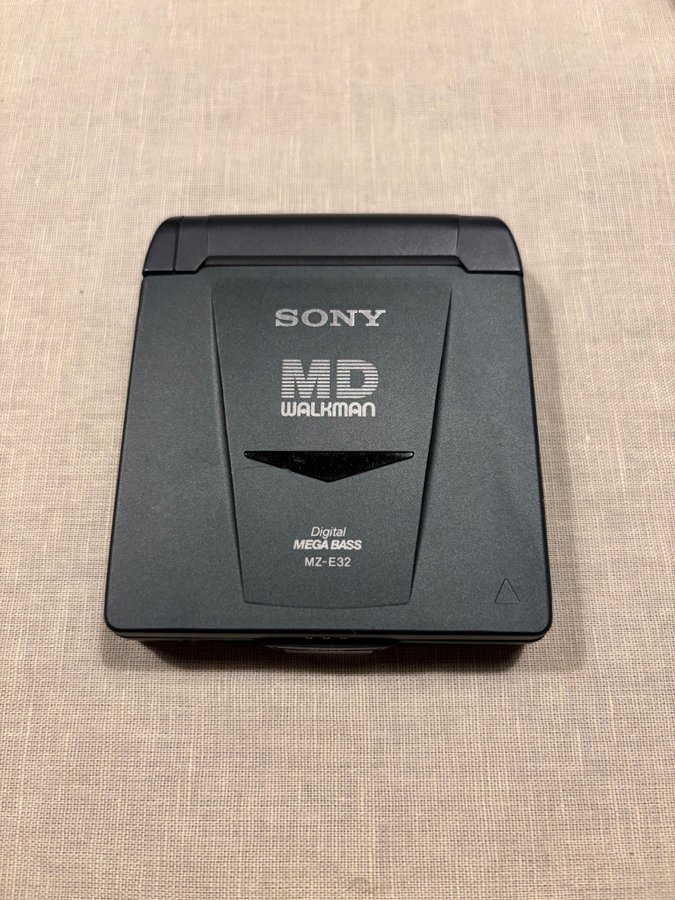 SONY
MD
WALKMAN
Digital
MEGA BASS
MZ-E32